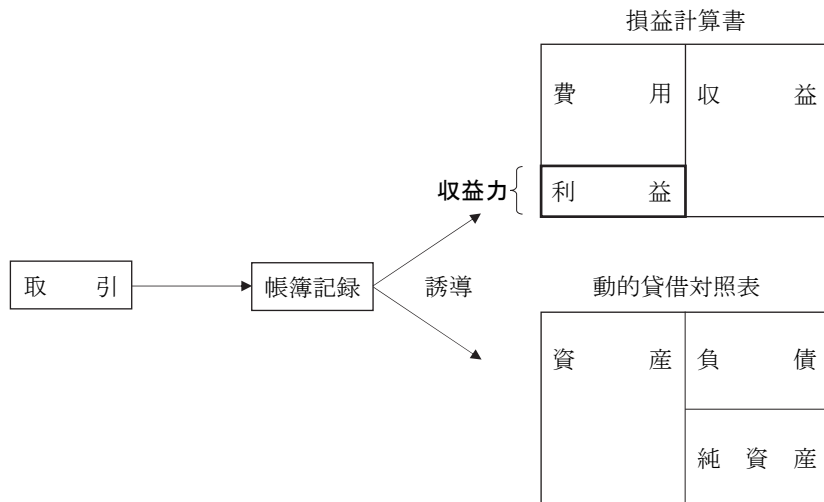 損益計算書
費用
収益
収益力
利益
取引
帳簿記録
誘導
動的貸借対照表
資産
負債
純資産